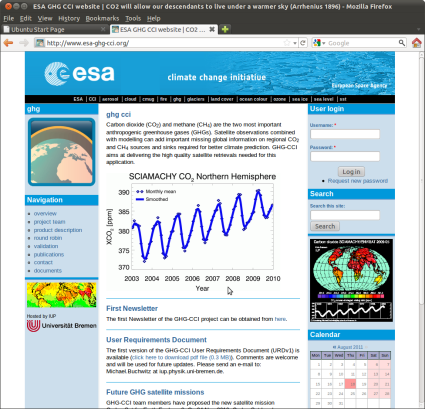 ESA GHG CCI website | CO2 will allow our descendants to live under a warmer sky (Arrhenius 1896) - Mozilla Firefox
File Edit View History Bookmarks Tools Help
Ubuntu Start Page
ESA GHG CCI website | CO2 ...
http://www.esa-ghg-cci.org/
Google
esa
climate change initiative
European Space Agency
ESA | CCI | aerosol | cloud | cmug | fire | ghg | glaciers | land cover | ocean colour | ozone | sea ice | sea level | sst
ghg
Navigation
overview
project team
product description
round robin
validation
publications
contact
documents
Hosted by IUP
Universität Bremen
ghg cci
Carbon dioxide (CO2) and methane (CH4) are the two most important
anthropogenic greenhouse gases (GHGs). Satellite observations combined
with modelling can add important missing global information on regional CO2
and CH4 sources and sinks required for better climate prediction. GHG-CCI
aims at delivering the high quality satellite retrievals needed for this
application.
SCIAMACHY CO2 Northern Hemisphere
Monthly mean
Smoothed
XCO2 [ppm]
390
385
380
375
370
2003 2004 2005 2006 2007 2008 2009 2010
Year
First Newsletter
The first Newsletter of the GHG-CCI project can be obtained from here.
User Requirements Document
The first version of the GHG-CCI User Requirements Document (URDv1) is
available (click here to download pdf file (0.3 MB)). Comments are welcome
and will be used for future updates. Please send an e-mail to:
Michael.Buchwitz at iup.physik.uni-bremen.de.
Future GHG satellite missions
GHG-CCI team members have proposed the new satellite mission
User login
Username: *
Password: *
Log in
Request new password
Search
Search this site:
Search
Calendar
August 2012
Mon Tue Wed Thu Fri Sat Sun